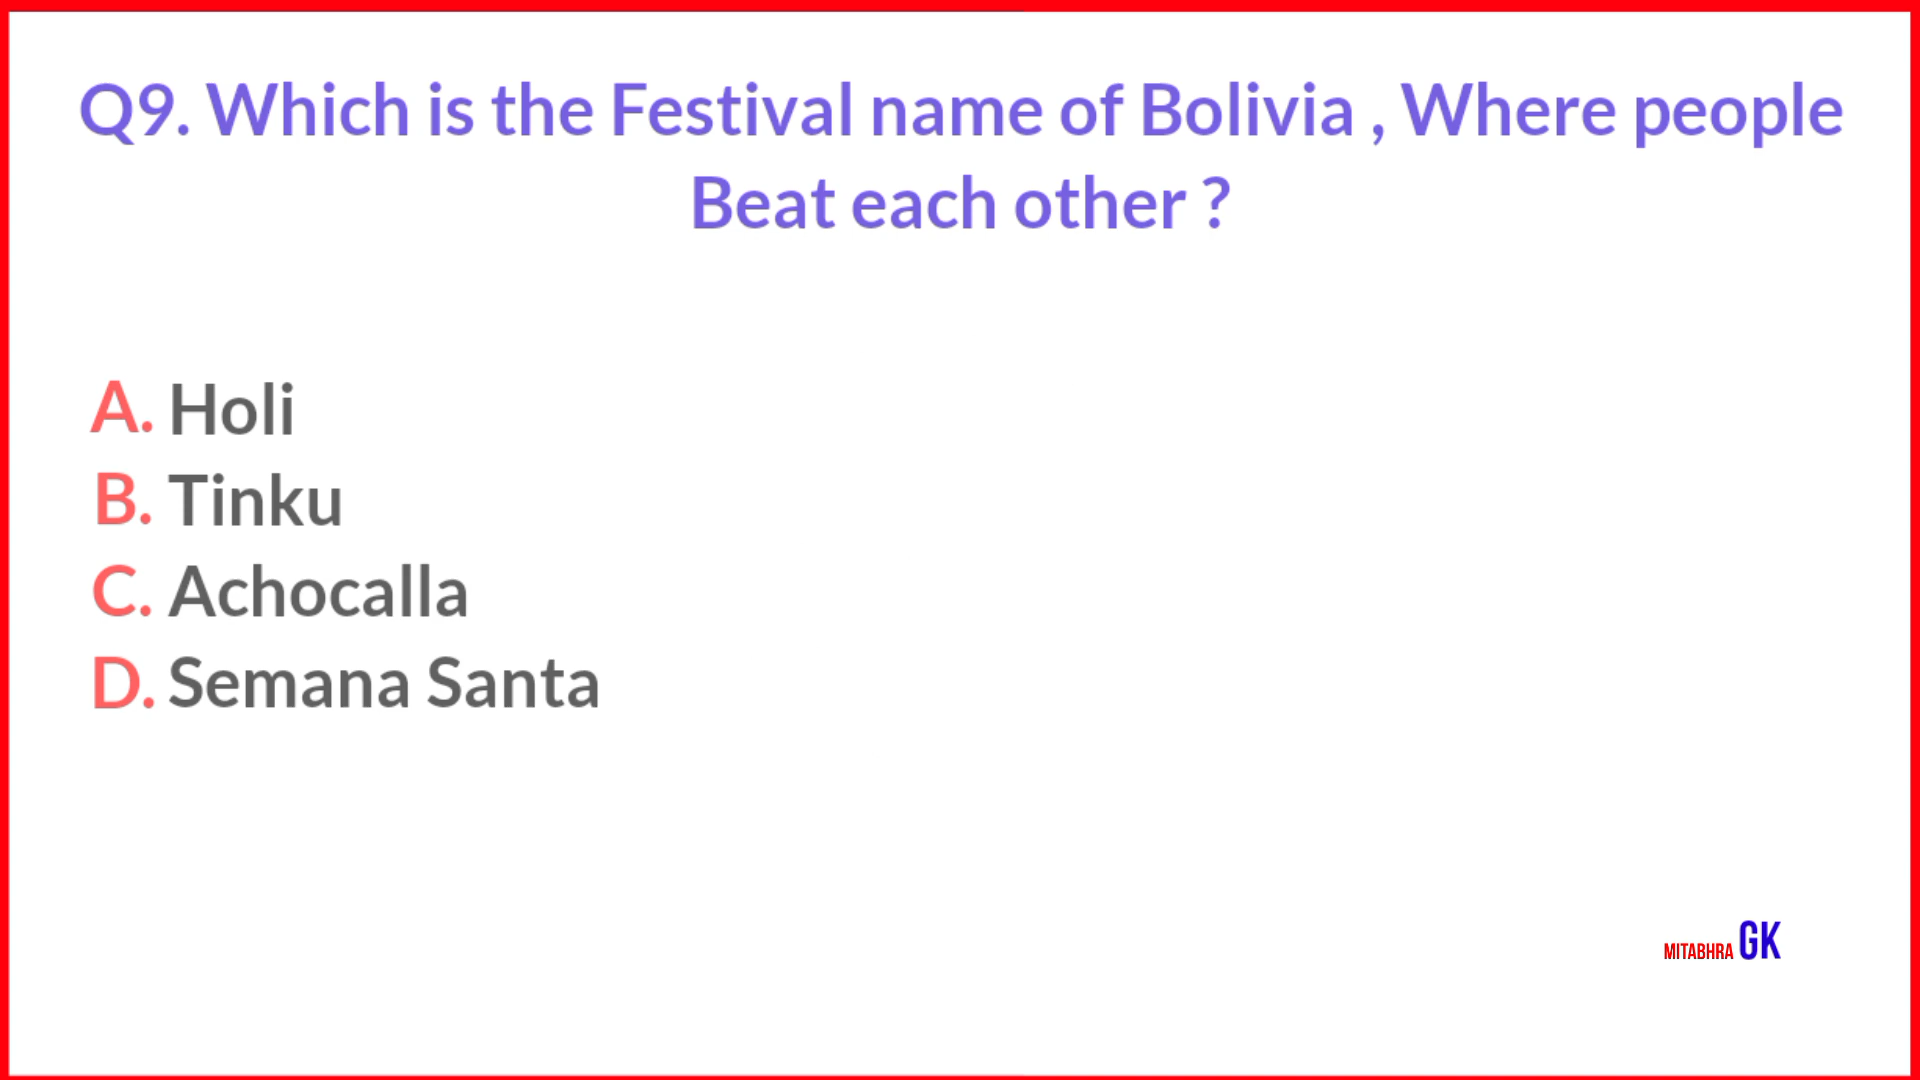 Q9. Which is the Festival name of Bolivia , Where people
Beat each other ?
A. Holi
B. Tinku
C. Achocalla
D. Semana Santa
MITABHRA GK